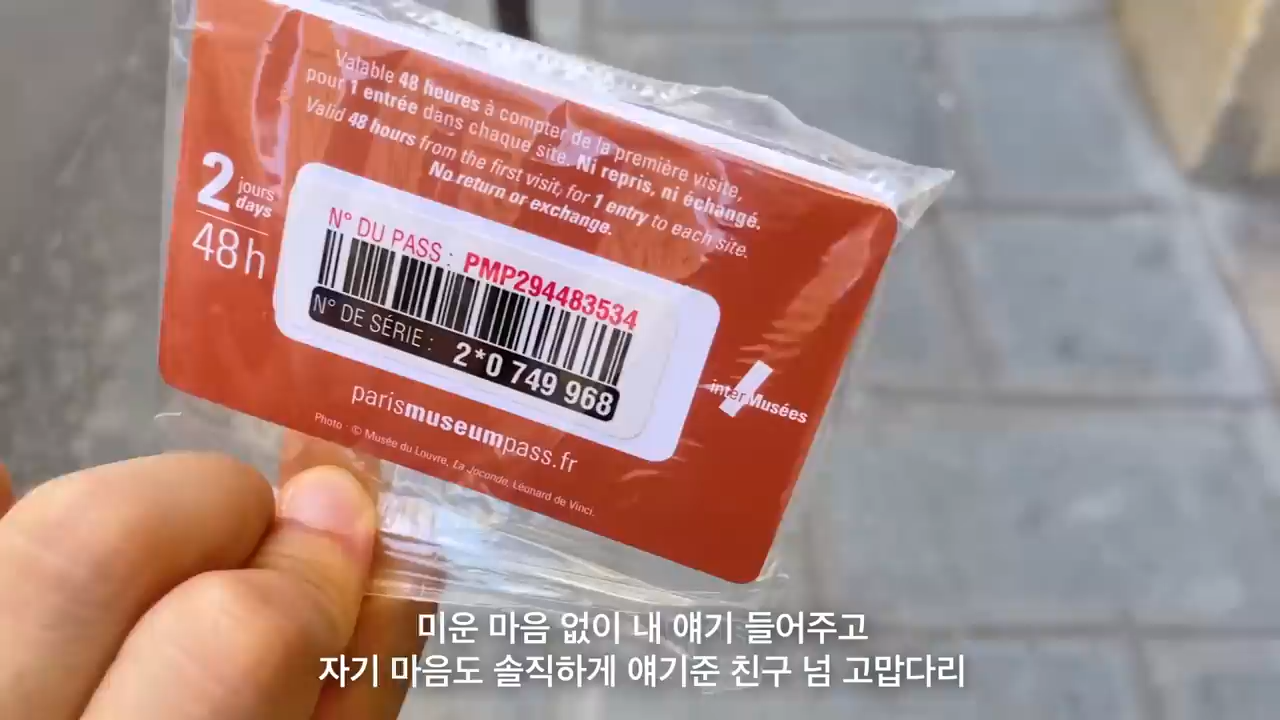 Valable 48 heures à compter de la première visite,
pour 1 entrée dans chaque site. Ni repris, ni échangé.
Valid 48 hours from the first visit, for 1 entry to each site.
No return or exchange.
2 jours
days
48h
N° DU PASS : PMP294483534
N° DE SÉRIE : 2*0 749 968
interMusées
parismuseumpass.fr
Photo : © Musée du Louvre, La Joconde, Léonard de Vinci.
미운 마음 없이 내 얘기 들어주고
자기 마음도 솔직하게 얘기준 친구 넘 고맙다리